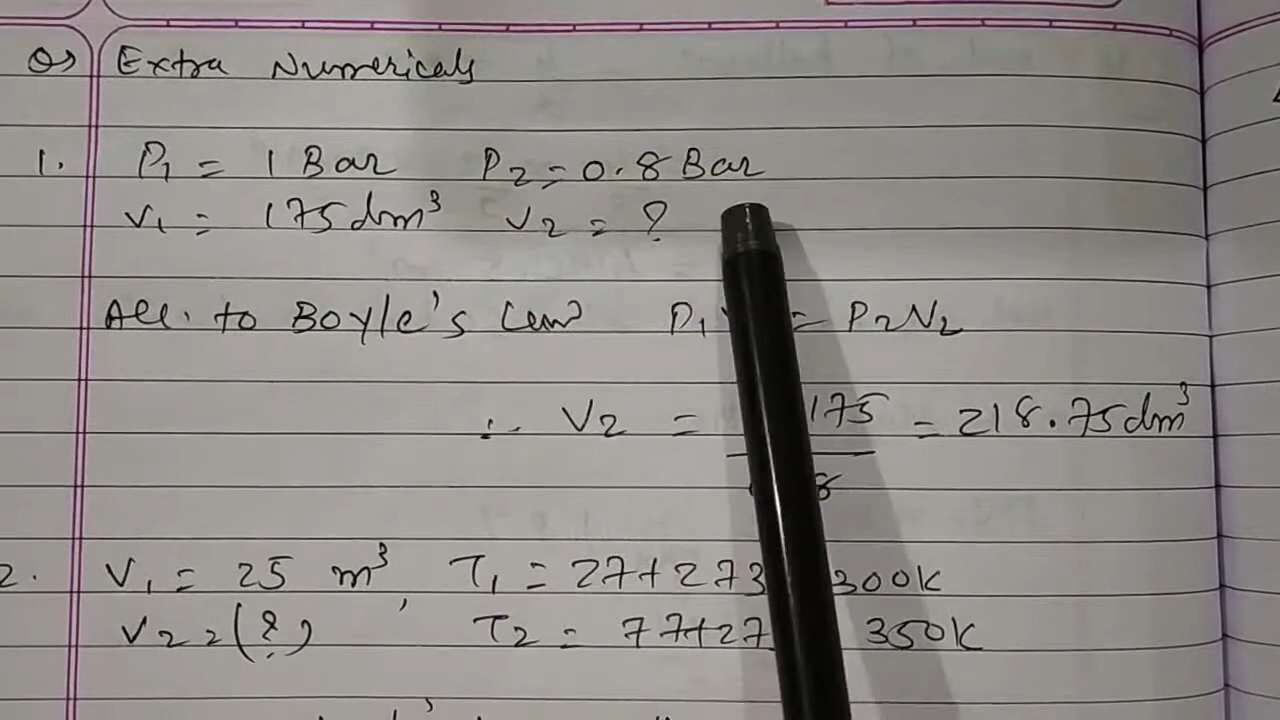 Q) Extra Numericals
1. P₁ = 1 Bar P₂ = 0.8 Bar
V₁ = 175 dm³ V₂ = ?
Acc. to Boyle's law P₁ = P₂V₂
∴ V₂ = 175 = 218.75 dm³
8
2. V₁ = 25 m³, T₁ = 27+273 300K
V₂ = (?) T₂ = 77+27 350K